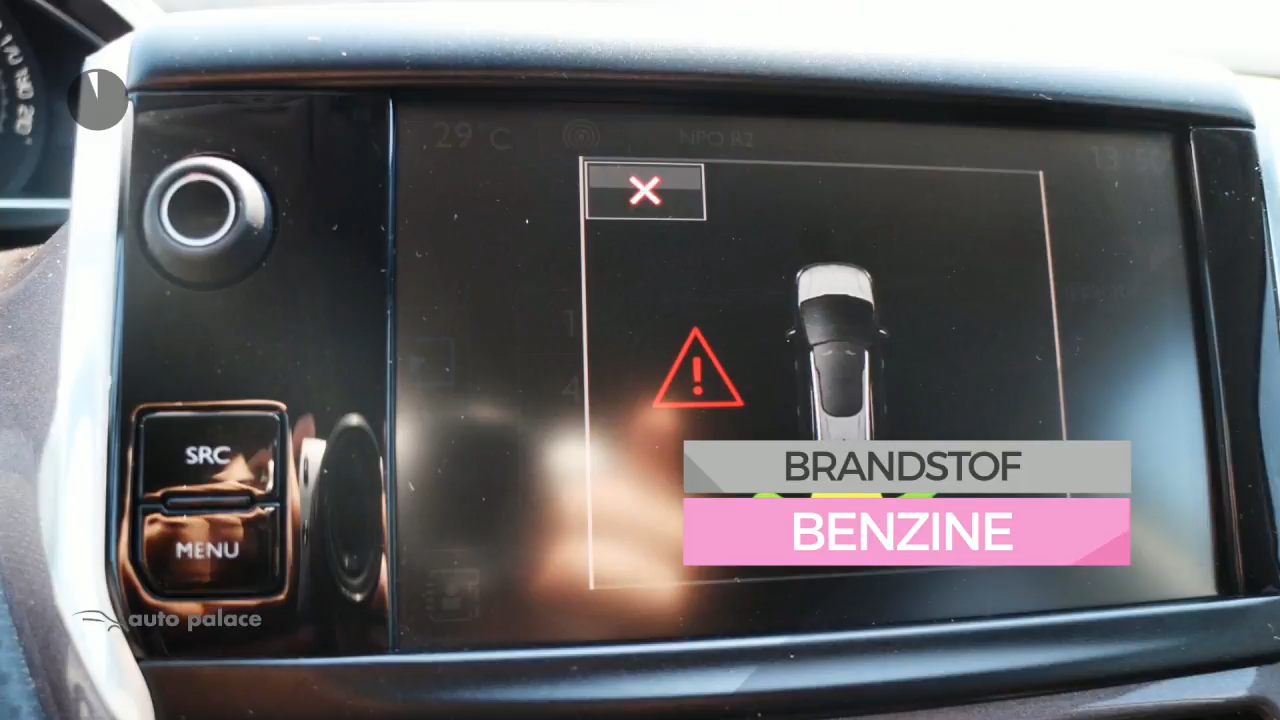 29°C
NPO R2
SRC
MENU
BRANDSTOF
BENZINE
auto palace